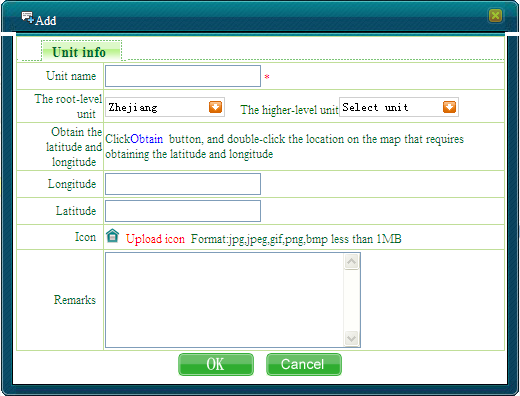 Add
Unit info
Unit name *
The root-level unit Zhejiang The higher-level unit Select unit
Obtain the latitude and longitude
ClickObtain button, and double-click the location on the map that requires
obtaining the latitude and longitude
Longitude
Latitude
Icon Upload icon Format:jpg,jpeg,gif,png,bmp less than 1MB
Remarks
OK Cancel